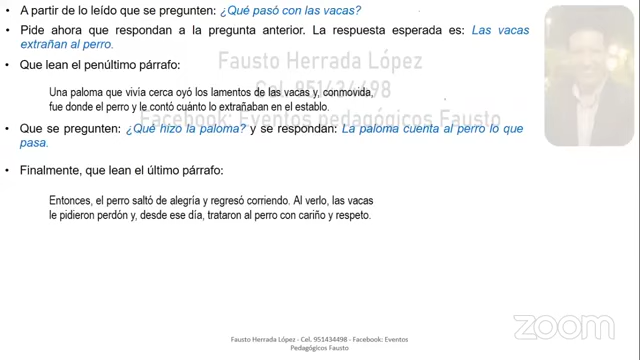 • A partir de lo leído que se pregunten: ¿Qué pasó con las vacas?
• Pide ahora que respondan a la pregunta anterior. La respuesta esperada es: Las vacas
extrañan al perro.
Fausto Herrada López
• Que lean el penúltimo párrafo:
Cel. 951434498
Una paloma que vivía cerca oyó los lamentos de las vacas y, conmovida,
fue donde el perro y le contó cuánto lo extrañaban en el establo.
Facebook: Eventos pedagógicos Fausto
• Que se pregunten: ¿Qué hizo la paloma? y se respondan: La paloma cuenta al perro lo que
pasa.
• Finalmente, que lean el último párrafo:
Entonces, el perro saltó de alegría y regresó corriendo. Al verlo, las vacas
le pidieron perdón y, desde ese día, trataron al perro con cariño y respeto.
zoom
Fausto Herrada López - Cel. 951434498 - Facebook: Eventos
Pedagógicos Fausto